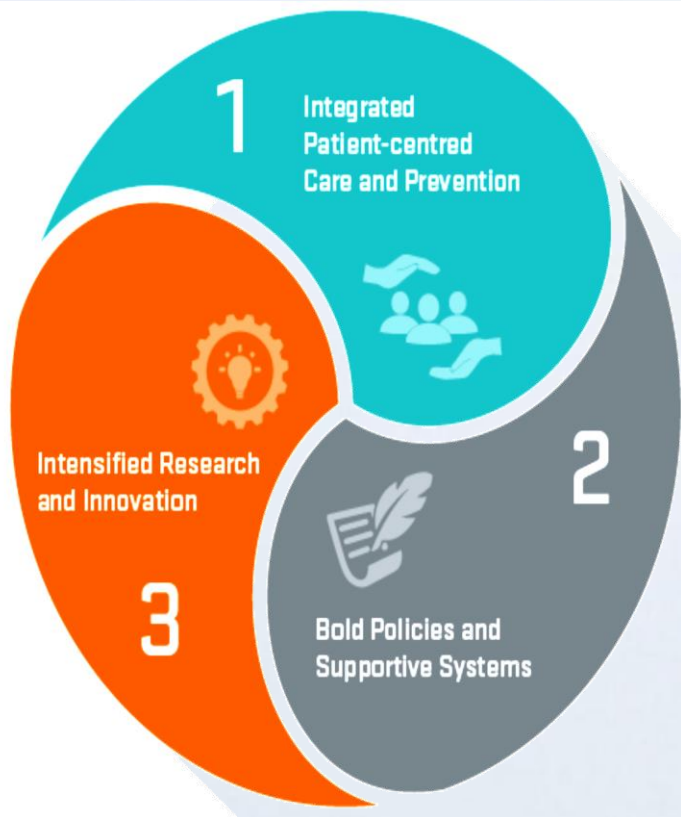 1
Integrated
Patient-centred
Care and Prevention
2
Bold Policies and
Supportive Systems
3
Intensified Research
and Innovation